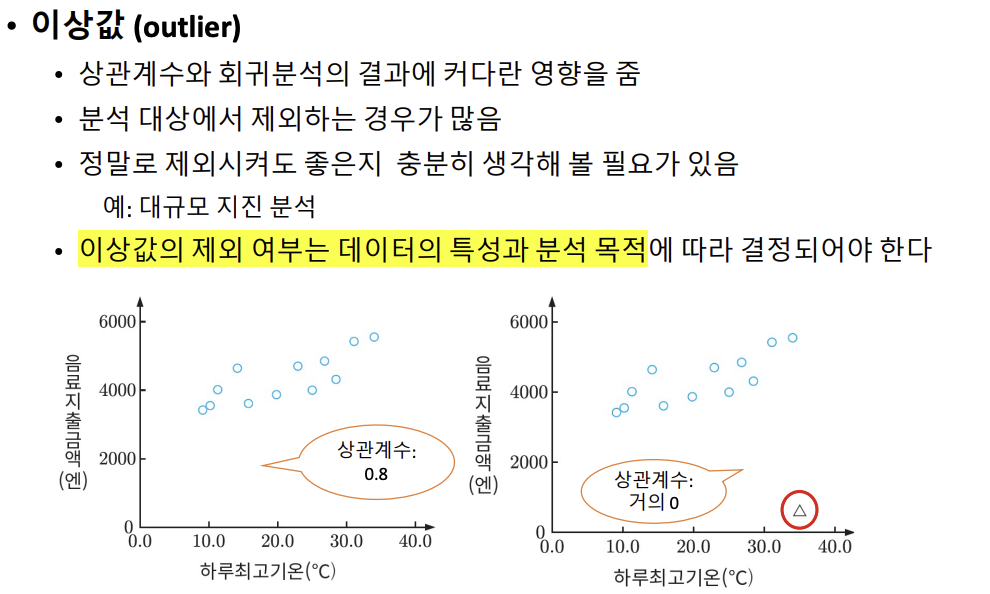 • 이상값 (outlier)
• 상관계수와 회귀분석의 결과에 커다란 영향을 줌
• 분석 대상에서 제외하는 경우가 많음
• 정말로 제외시켜도 좋은지 충분히 생각해 볼 필요가 있음
예: 대규모 지진 분석
• 이상값의 제외 여부는 데이터의 특성과 분석 목적에 따라 결정되어야 한다
6000
4000
2000
0
음료지출금액
(엔)
상관계수:
0.8
0.0 10.0 20.0 30.0 40.0
하루최고기온(℃)
6000
4000
2000
0
음료지출금액
(엔)
상관계수:
거의 0
0.0 10.0 20.0 30.0 40.0
하루최고기온(℃)